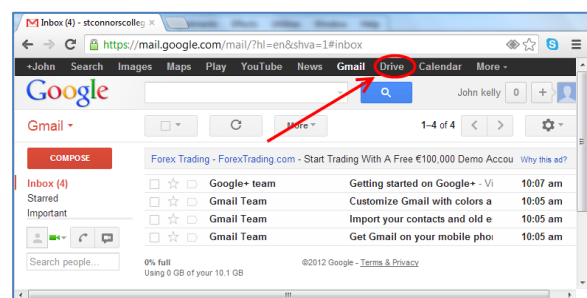 Inbox (4) - stconnorscolleg ×
https://mail.google.com/mail/?hl=en&shva=1#inbox
+John Search Images Maps Play YouTube News Gmail Drive Calendar More
Google
John kelly 0 +
Gmail
More
1–4 of 4
COMPOSE
Forex Trading - ForexTrading.com - Start Trading With A Free €100,000 Demo Accou Why this ad?
Inbox (4)
Starred
Important
Google+ team Getting started on Google+ - Vi 10:07 am
Gmail Team Customize Gmail with colors a 10:05 am
Gmail Team Import your contacts and old e 10:05 am
Gmail Team Get Gmail on your mobile pho 10:05 am
Search people...
0% full
Using 0 GB of your 10.1 GB
©2012 Google - Terms & Privacy